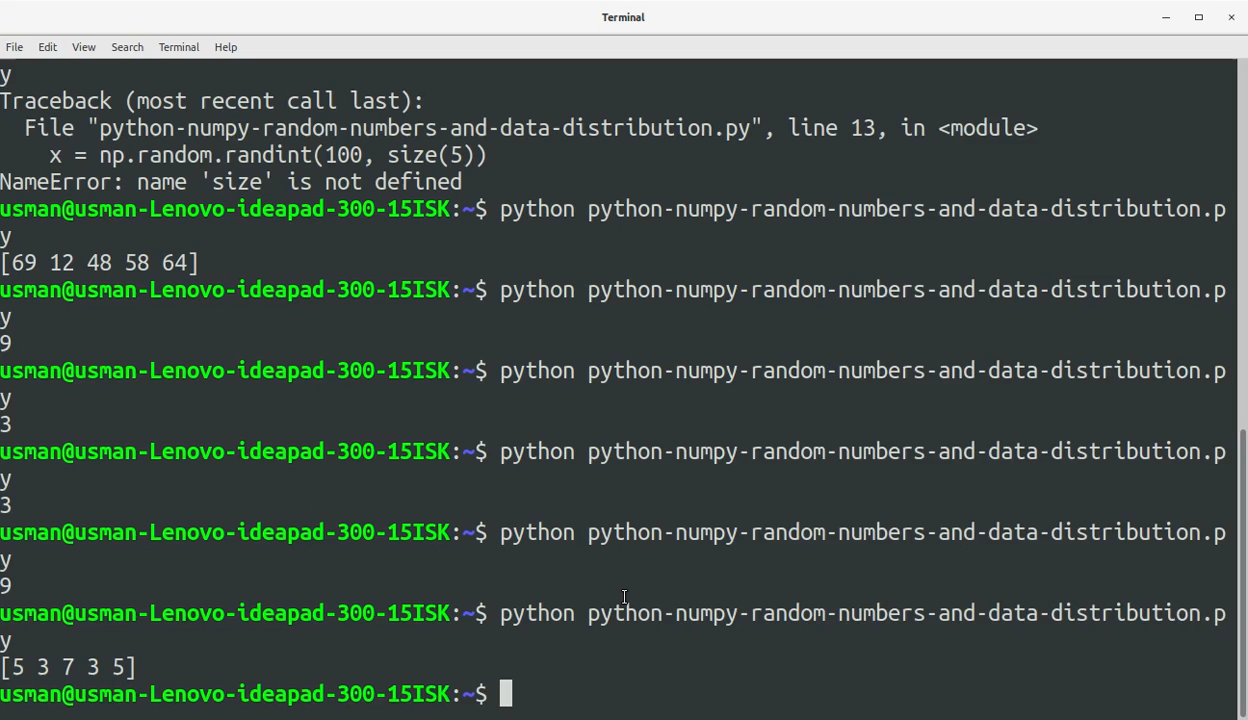 Terminal
File Edit View Search Terminal Help
y
Traceback (most recent call last):
  File "python-numpy-random-numbers-and-data-distribution.py", line 13, in <module>
    x = np.random.randint(100, size(5))
NameError: name 'size' is not defined
usman@usman-Lenovo-ideapad-300-15ISK:~$ python python-numpy-random-numbers-and-data-distribution.p
y
[69 12 48 58 64]
usman@usman-Lenovo-ideapad-300-15ISK:~$ python python-numpy-random-numbers-and-data-distribution.p
y
9
usman@usman-Lenovo-ideapad-300-15ISK:~$ python python-numpy-random-numbers-and-data-distribution.p
y
3
usman@usman-Lenovo-ideapad-300-15ISK:~$ python python-numpy-random-numbers-and-data-distribution.p
y
3
usman@usman-Lenovo-ideapad-300-15ISK:~$ python python-numpy-random-numbers-and-data-distribution.p
y
9
usman@usman-Lenovo-ideapad-300-15ISK:~$ python python-numpy-random-numbers-and-data-distribution.p
y
[5 3 7 3 5]
usman@usman-Lenovo-ideapad-300-15ISK:~$